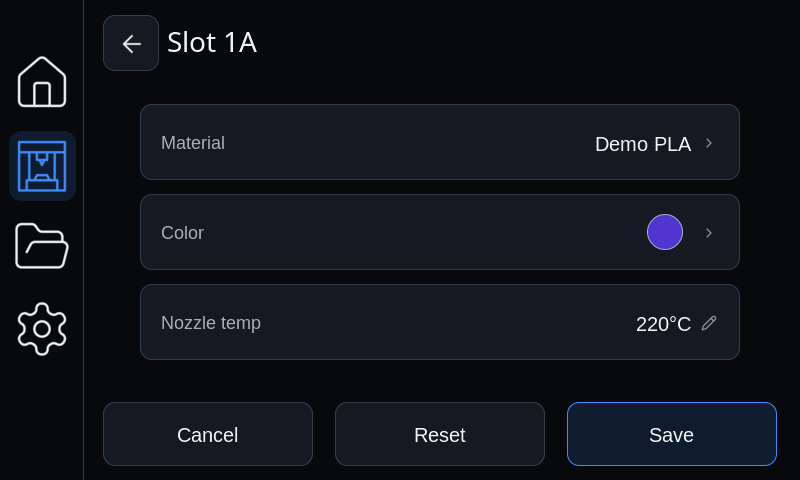 Slot 1A
Material
Demo PLA
Color
Nozzle temp
220°C
Cancel
Reset
Save